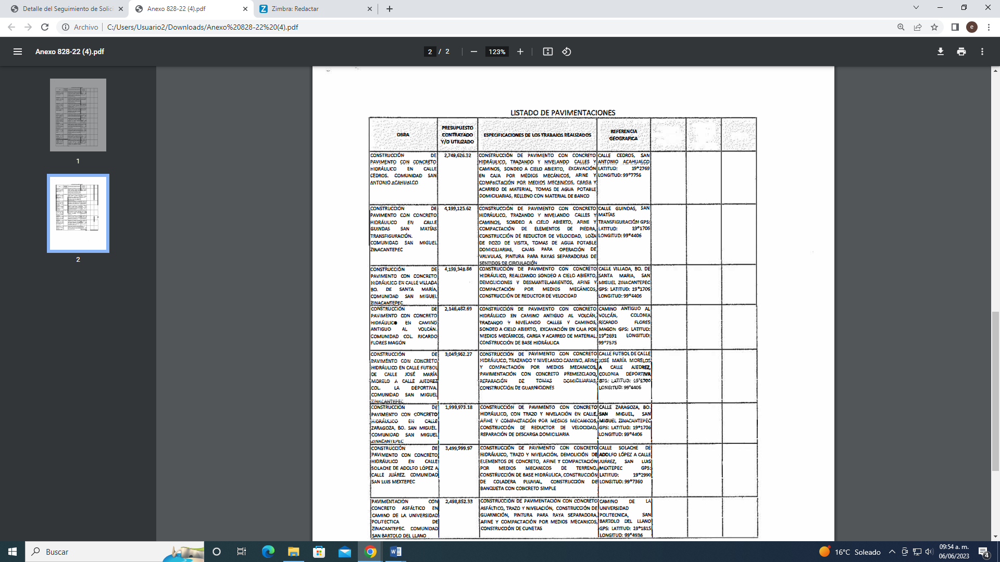 Detalle del Seguimiento de Solici
Anexo 828-22 (4).pdf
Zimbra: Redactar
Archivo
C:/Users/Usuario2/Downloads/Anexo%20828-22%20(4).pdf
e
Anexo 828-22 (4).pdf
2 / 2
123%
1
2
LISTADO DE PAVIMENTACIONES
OBRA
PRESUPUESTO
CONTRATADO
Y/O UTILIZADO
ESPECIFICACIONES DE LOS TRABAJOS REALIZADOS
REFERENCIA
GEOGRAFICA
CONSTRUCCIÓN DE
PAVIMENTO CON CONCRETO
HIDRÁULICO EN CALLE
CEDROS. COMUNIDAD SAN
ANTONIO ACAHUALCO
2,749,626.32
CONSTRUCCIÓN DE PAVIMENTO CON CONCRETO
HIDRÁULICO, TRAZANDO Y NIVELANDO CALLES Y
CAMINOS, SONDEO A CIELO ABIERTO, EXCAVACIÓN
EN CAJA POR MEDIOS MECÁNICOS, AFINE Y
COMPACTACIÓN POR MEDIOS MECANICOS, CARGA Y
ACARREO DE MATERIAL, TOMAS DE AGUA POTABLE
DOMICILIARIAS, RELLENO CON MATERIAL DE BANCO
CALLE CEDROS, SAN
ANTONIO ACAHUALCO
LATITUD: 19°2769
LONGITUD: 99°7756
CONSTRUCCIÓN DE
PAVIMENTO CON CONCRETO
HIDRÁULICO EN CALLE
GUINDAS SAN MATÍAS
TRANSFIGURACIÓN.
COMUNIDAD SAN MIGUEL
ZINACANTEPEC
4,199,125.62
CONSTRUCCIÓN DE PAVIMENTO CON CONCRETO
HIDRÁULICO, TRAZANDO Y NIVELANDO CALLES Y
CAMINOS, SONDEO A CIELO ABIERTO, AFINE Y
COMPACTACIÓN DE ELEMENTOS DE PIEDRA,
CONSTRUCCIÓN DE REDUCTOR DE VELOCIDAD, LOZA
DE POZO DE VISITA, TOMAS DE AGUA POTABLE
DOMICILIARIAS, CAJAS PARA OPERACIÓN DE
VALVULAS, PINTURA PARA RAYAS SEPARADORAS DE
SENTIDOS DE CIRCULACIÓN
CALLE GUINDAS, SAN
MATÍAS
TRANSFIGURACIÓN GPS:
LATITUD: 19°1706
LONGITUD: 99°4406
CONSTRUCCIÓN DE
PAVIMENTO CON CONCRETO
HIDRÁULICO EN CALLE VILLADA
BO. DE SANTA MARÍA,
COMUNIDAD SAN MIGUEL
ZINACANTEPEC
4,199,348.86
CONSTRUCCIÓN DE PAVIMENTO CON CONCRETO
HIDRÁULICO, REALIZANDO SONDEO A CIELO ABIERTO,
DEMOLICIONES Y DESMANTELAMIENTOS, AFINE Y
COMPACTACIÓN POR MEDIOS MECÁNICOS,
CONSTRUCCIÓN DE REDUCTOR DE VELOCIDAD
CALLE VILLADA, BO. DE
SANTA MARIA, SAN
MIGUEL ZINACANTEPEC
GPS: LATITUD: 19°1706
LONGITUD: 99°4406
CONSTRUCCIÓN DE
PAVIMENTO CON CONCRETO
HIDRÁULICO EN CAMINO
ANTIGUO AL VOLCÁN.
COMUNIDAD COL. RICARDO
FLORES MAGÓN
2,146,482.69
CONSTRUCCIÓN DE PAVIMENTO CON CONCRETO
HIDRÁULICO EN CAMINO ANTIGUO AL VOLCÁN,
TRAZANDO Y NIVELANDO CALLES Y CAMINOS,
SONDEO A CIELO ABIERTO, EXCAVACIÓN EN CAJA POR
MEDIOS MECÁNICOS, CARGA Y ACARREO DE MATERIAL,
CONSTRUCCIÓN DE BASE HIDRÁULICA
CAMINO ANTIGUO AL
VOLCÁN, COLONIA
RICARDO FLORES
MAGON GPS: LATITUD:
19°2691 LONGITUD:
99°7575
CONSTRUCCIÓN DE
PAVIMENTO CON CONCRETO
HIDRÁULICO EN CALLE FUTBOL
DE CALLE JOSÉ MARÍA
MORELO A CALLE AJEDREZ
COL. LA DEPORTIVA.
COMUNIDAD SAN MIGUEL
ZINACANTEPEC
3,049,962.27
CONSTRUCCIÓN DE PAVIMENTO CON CONCRETO
HIDRÁULICO, TRAZANDO Y NIVELANDO CAMINO, AFINE
Y COMPACTACIÓN POR MEDIOS MECANICOS,
PAVIMENTACIÓN CON CONCRETO PREMEZCLADO,
REPARACIÓN DE TOMAS DOMICILIARIAS,
CONSTRUCCIÓN DE GUARNICIONES
CALLE FUTBOL DE CALLE
JOSÉ MARÍA MORELOS
A CALLE AJEDREZ,
COLONIA DEPORTIVA
GPS: LATITUD: 19°1706
LONGITUD: 99°4406
CONSTRUCCIÓN DE
PAVIMENTO CON CONCRETO
HIDRÁULICO EN CALLE
ZARAGOZA, BO. SAN MIGUEL.
COMUNIDAD SAN MIGUEL
ZINACANTEPEC
1,999,973.18
CONSTRUCCIÓN DE PAVIMENTO CON CONCRETO
HIDRÁULICO, CON TRAZO Y NIVELACIÓN EN CALLE,
AFINE Y COMPACTACIÓN POR MEDIOS MECANICOS,
CONSTRUCCIÓN DE REDUCTOR DE VELOCIDAD,
REPARACIÓN DE DESCARGA DOMICILIARIA
CALLE ZARAGOZA, BO.
SAN MIGUEL, SAN
MIGUEL ZINACANTEPEC
GPS: LATITUD: 19°1706
LONGITUD: 99°4406
CONSTRUCCIÓN DE
PAVIMENTO CON CONCRETO
HIDRÁULICO EN CALLE
SOLACHE DE ADOLFO LÓPEZ A
CALLE JUÁREZ. COMUNIDAD
SAN LUIS MEXTEPEC
3,499,999.97
CONSTRUCCIÓN DE PAVIMENTO CON CONCRETO
HIDRÁULICO, TRAZO Y NIVELACIÓN, DEMOLICIÓN DE
ELEMENTOS DE CONCRETO, AFINE Y COMPACTACIÓN
POR MEDIOS MECANICOS DE TERRENO,
CONSTRUCCIÓN DE BASE HIDRÁULICA, CONSTRUCCIÓN
DE COLADERA PLUVIAL, CONSTRUCCIÓN DE
BANQUETA CON CONCRETO SIMPLE
CALLE SOLACHE DE
ADOLFO LÓPEZ A CALLE
JUÁREZ, SAN LUIS
MEXTEPEC GPS:
LATITUD: 19°2990
LONGITUD: 99°7360
PAVIMENTACIÓN CON
CONCRETO ASFÁLTICO EN
CAMINO DE LA UNIVERSIDAD
POLITECTICA DE
ZINACANTEPEC. COMUNIDAD
SAN BARTOLO DEL LLANO
2,498,852.33
CONSTRUCCIÓN DE PAVIMENTACIÓN CON CONCRETO
ASFÁLTICO, TRAZO Y NIVELACIÓN, CONSTRUCCIÓN DE
GUARNICIÓN, PINTURA PARA RAYA SEPARADORA,
AFINE Y COMPACTACIÓN POR MEDIOS MECANICOS,
CONSTRUCCIÓN DE CUNETAS
CAMINO DE LA
UNIVERSIDAD
POLITECNICA, SAN
BARTOLO DEL LLANO
GPS: LATITUD: 19°1815
LONGITUD: 99°4936
Buscar
16°C Soleado
09:54 a. m.
06/06/2023
4